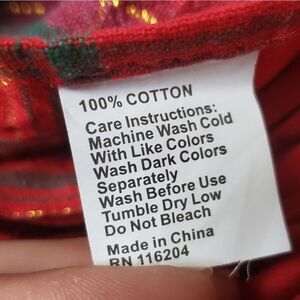 100% COTTON
Care Instructions:
Machine Wash Cold
With Like Colors
Wash Dark Colors
Separately
Wash Before Use
Tumble Dry Low
Do Not Bleach
Made in China
RN 116204